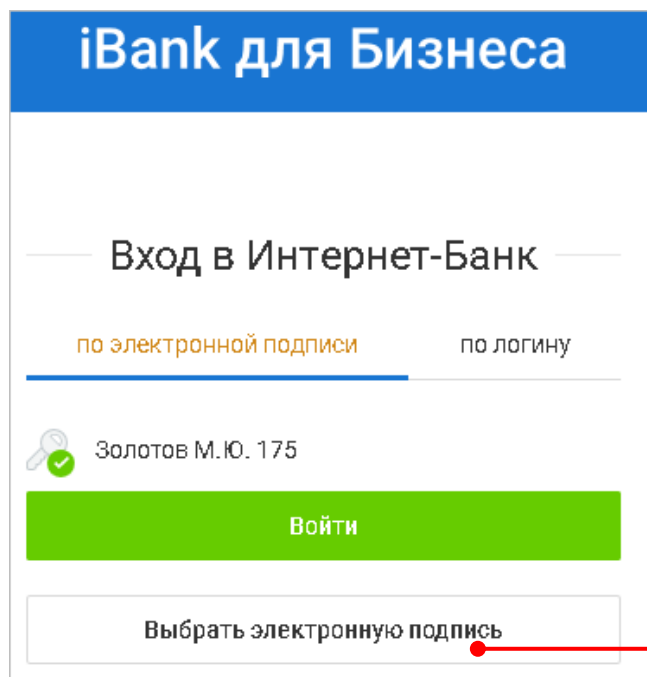 iBank для Бизнеса
Вход в Интернет-Банк
по электронной подписи по логину
Золотов М.Ю. 175
Войти
Выбрать электронную подпись